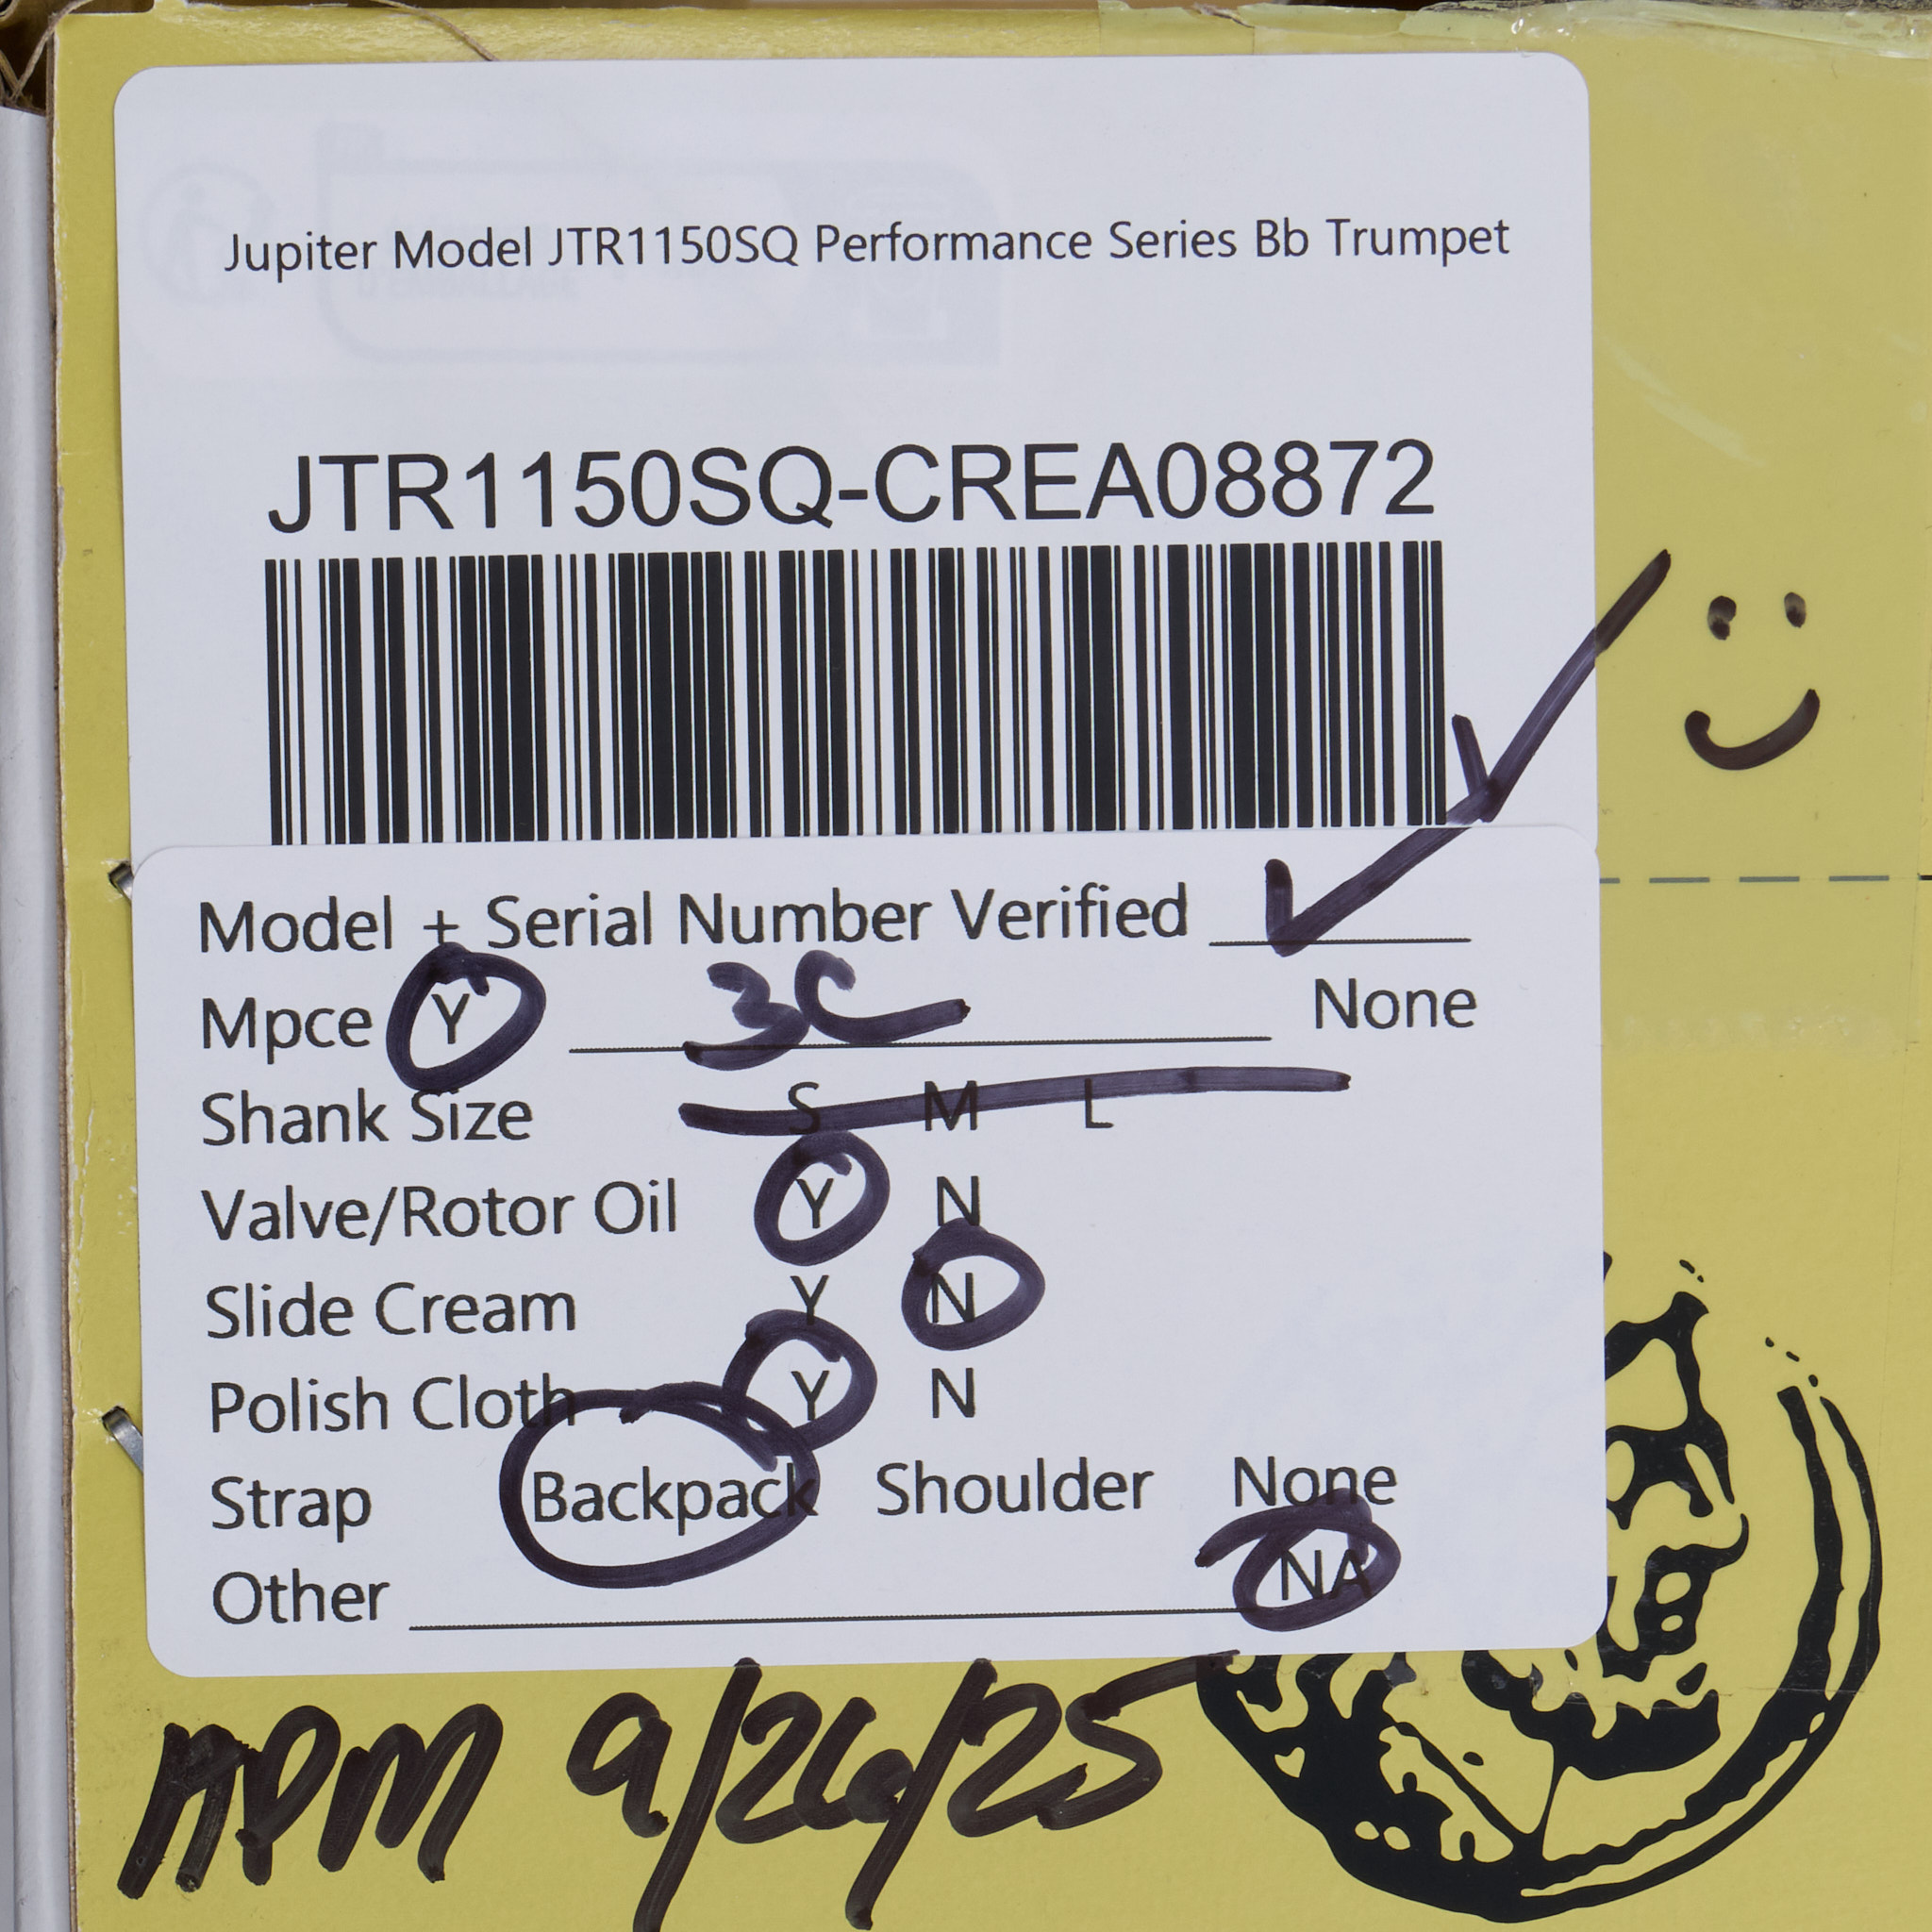 Jupiter Model JTR1150SQ Performance Series Bb Trumpet
JTR1150SQ-CREA08872
Model + Serial Number Verified
Mpce Y 3C None
Shank Size S M L
Valve/Rotor Oil Y N
Slide Cream Y N
Polish Cloth Y N
Strap Backpack Shoulder None
Other NA
9/26/25